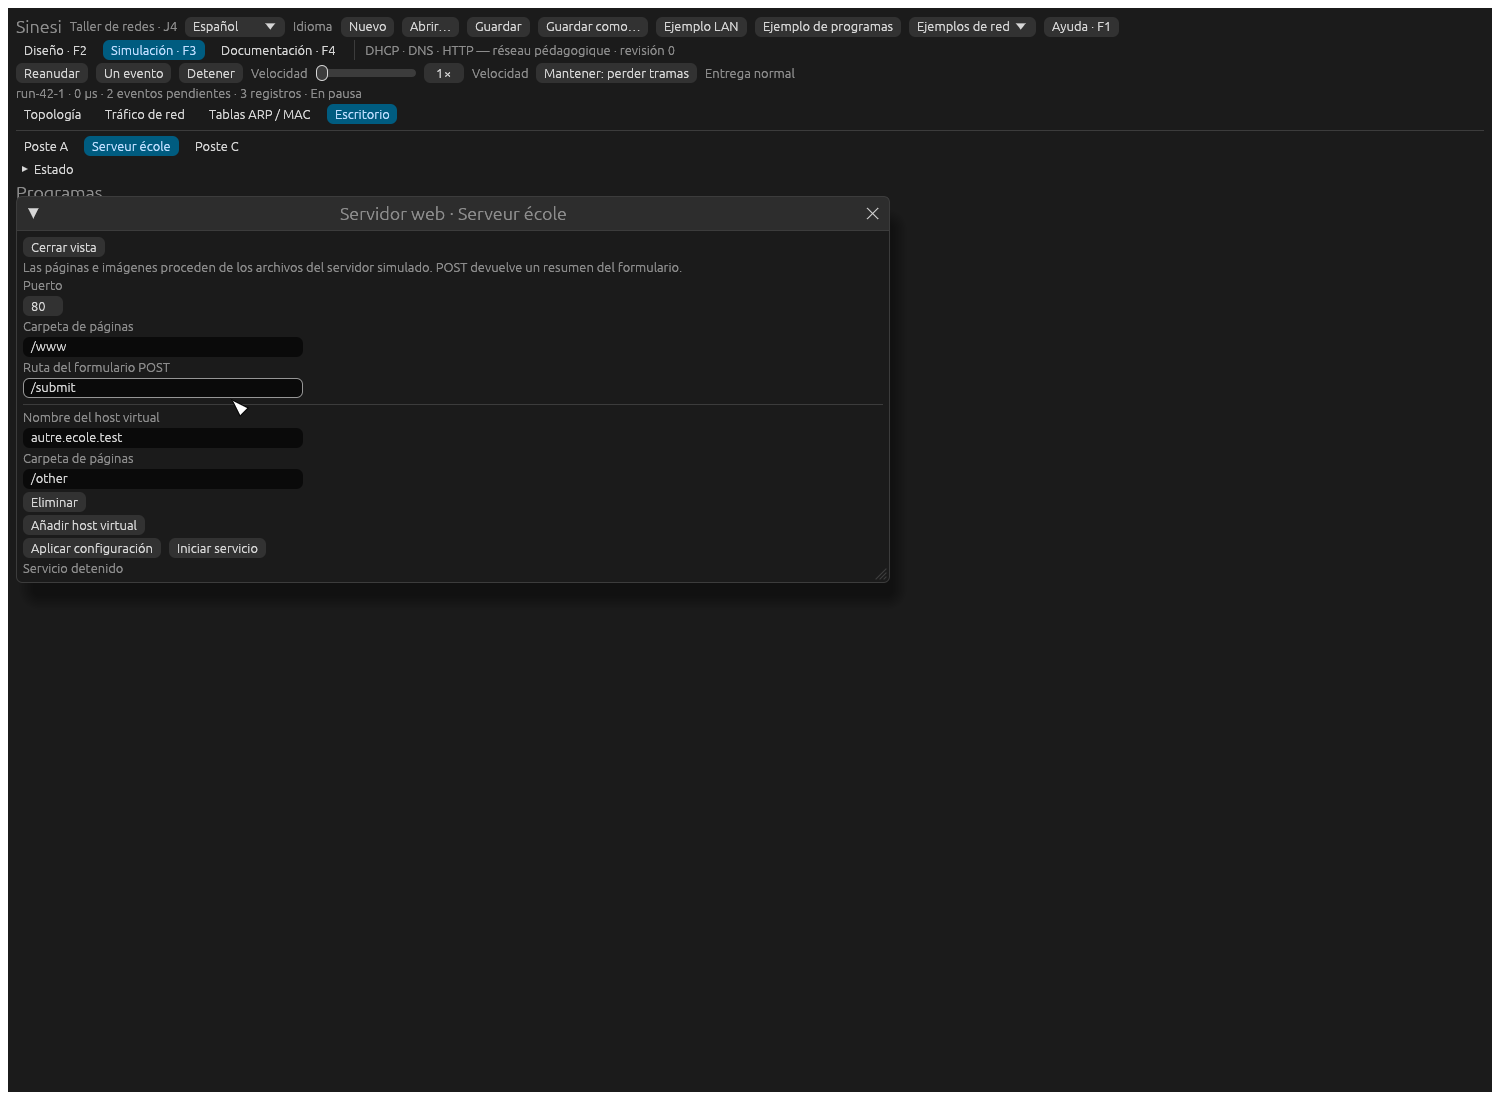 Sinesi Taller de redes · J4 Español Idioma Nuevo Abrir... Guardar Guardar como... Ejemplo LAN Ejemplo de programas Ejemplos de red Ayuda · F1
Diseño · F2 Simulación · F3 Documentación · F4 DHCP · DNS · HTTP — réseau pédagogique · revisión 0
Reanudar Un evento Detener Velocidad 1× Velocidad Mantener: perder tramas Entrega normal
run-42-1 · 0 µs · 2 eventos pendientes · 3 registros · En pausa
Topología Tráfico de red Tablas ARP / MAC Escritorio
Poste A Serveur école Poste C
Estado
Programas
Servidor web · Serveur école
Cerrar vista
Las páginas e imágenes proceden de los archivos del servidor simulado. POST devuelve un resumen del formulario.
Puerto
80
Carpeta de páginas
/www
Ruta del formulario POST
/submit
Nombre del host virtual
autre.ecole.test
Carpeta de páginas
/other
Eliminar
Añadir host virtual
Aplicar configuración Iniciar servicio
Servicio detenido